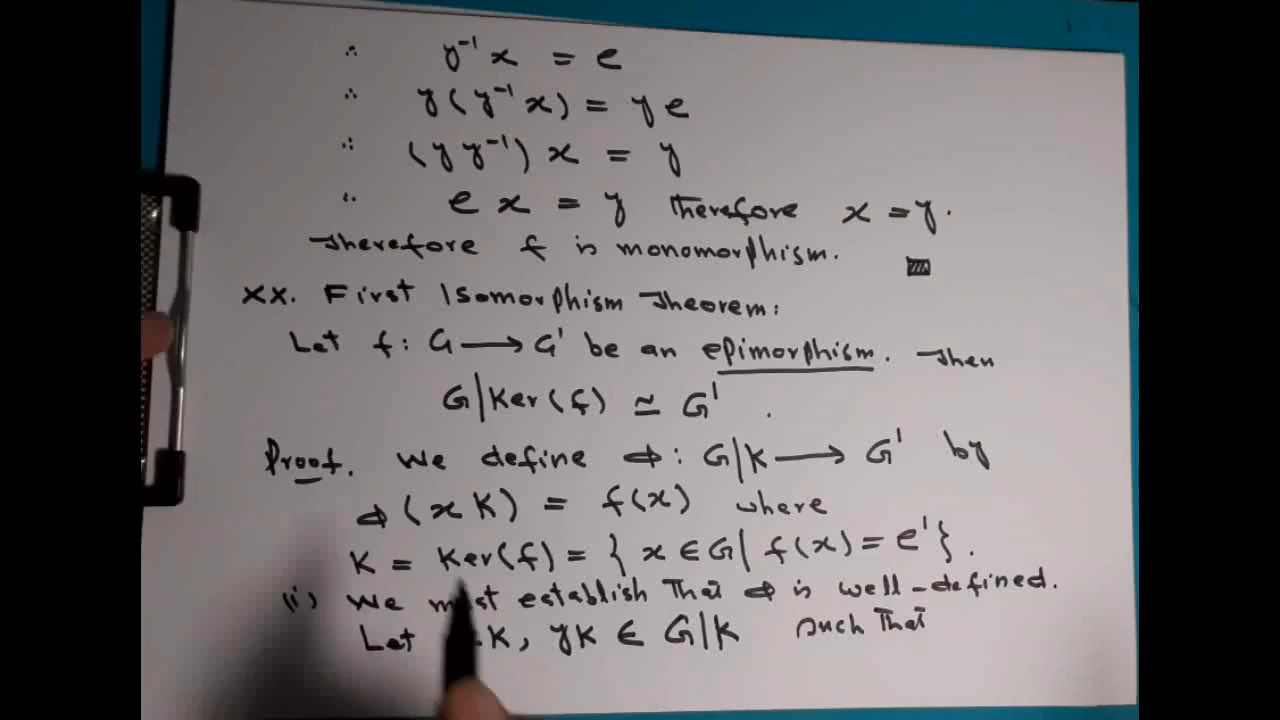 ∴ y⁻¹x = e
∴ y(y⁻¹x) = ye
∴ (yy⁻¹)x = y
∴ ex = y therefore x = y.
Therefore f is monomorphism.
XX. First Isomorphism Theorem:
Let f: G ⟶ G' be an epimorphism. Then
G|Ker(f) ≃ G'.
Proof. We define ϕ: G|K ⟶ G' by
ϕ(xK) = f(x) where
K = Ker(f) = { x ∈ G | f(x) = e' }.
(i) We must establish that ϕ is well-defined.
Let K, yK ∈ G|K such that